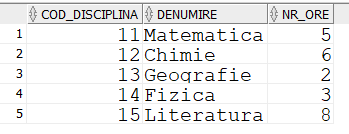 COD_DISCIPLINA DENUMIRE NR_ORE
1 11 Matematica 5
2 12 Chimie 6
3 13 Geografie 2
4 14 Fizica 3
5 15 Literatura 8